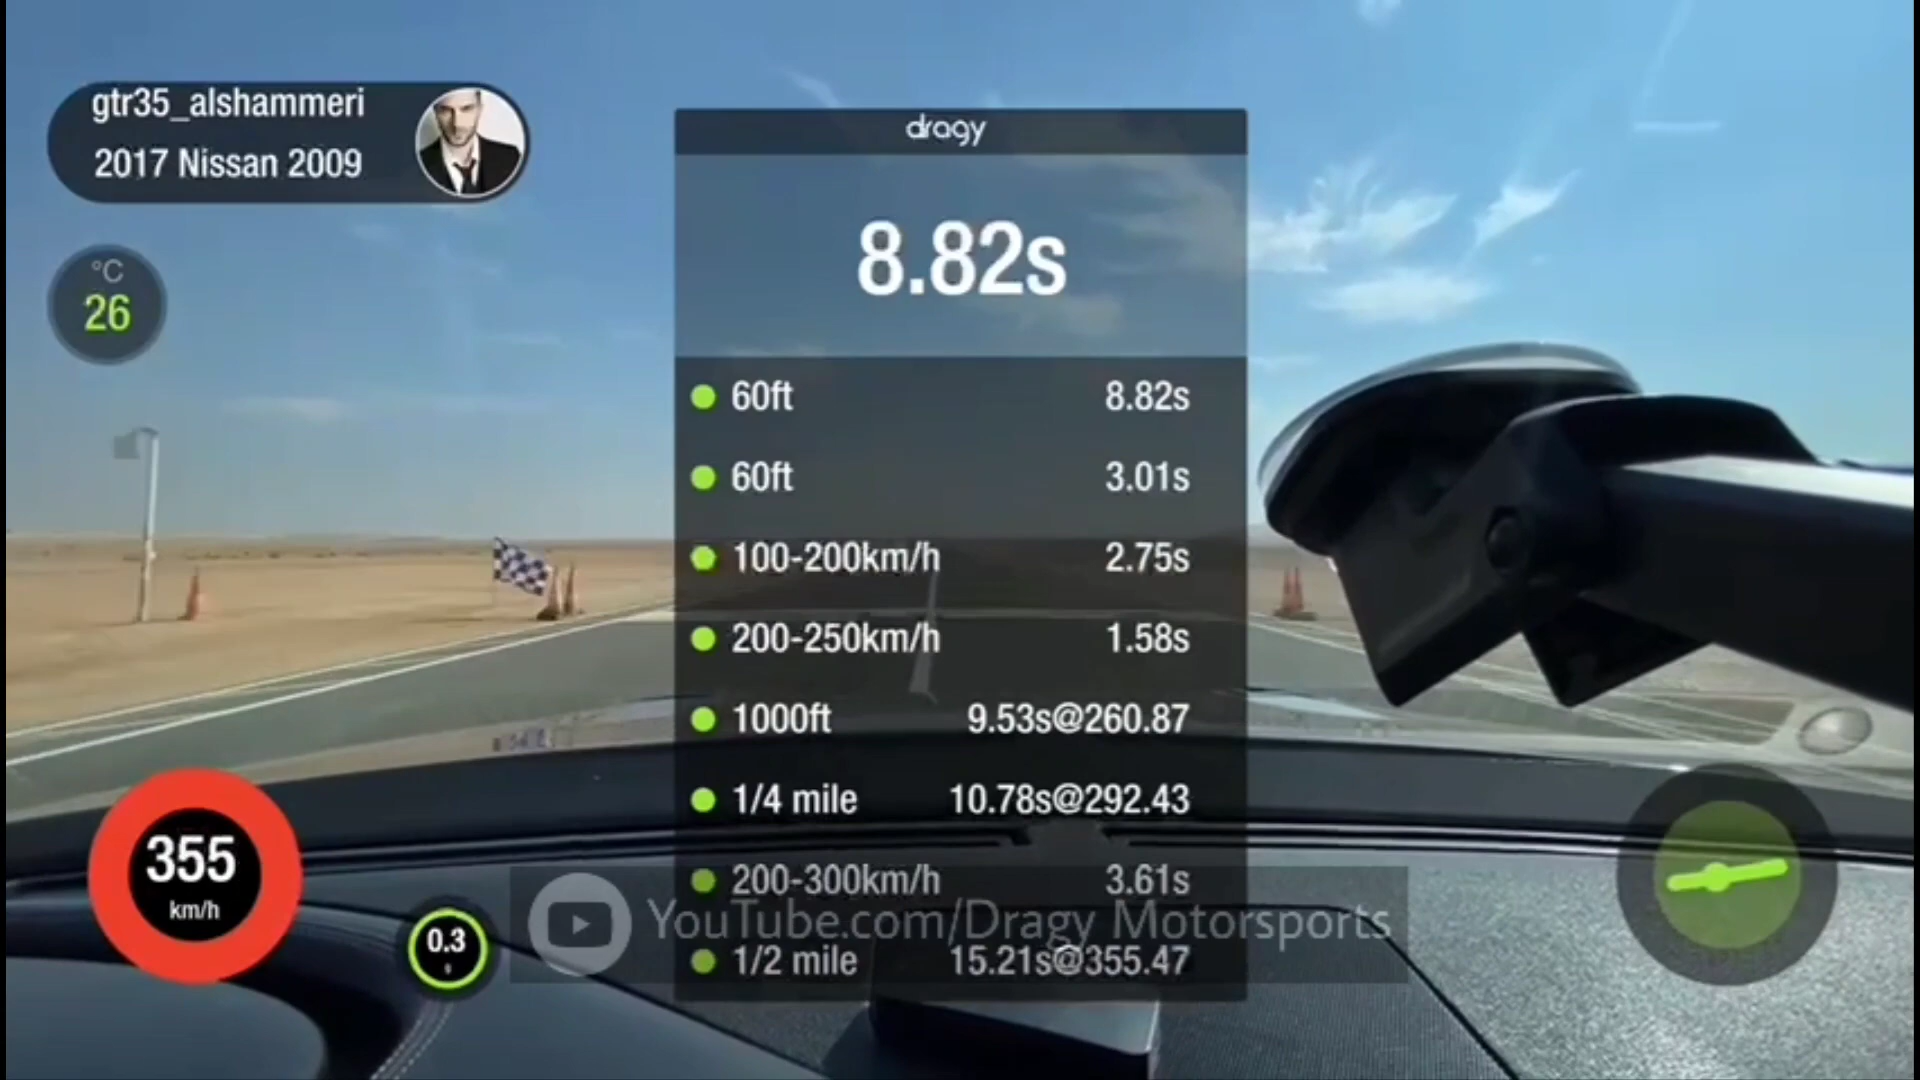 gtr35_alshammeri
2017 Nissan 2009
°C
26
dragy
8.82s
60ft 8.82s
60ft 3.01s
100-200km/h 2.75s
200-250km/h 1.58s
1000ft 9.53s@260.87
1/4 mile 10.78s@292.43
200-300km/h 3.61s
YouTube.com/Dragy Motorsports
1/2 mile 15.21s@355.47
355
km/h
0.3